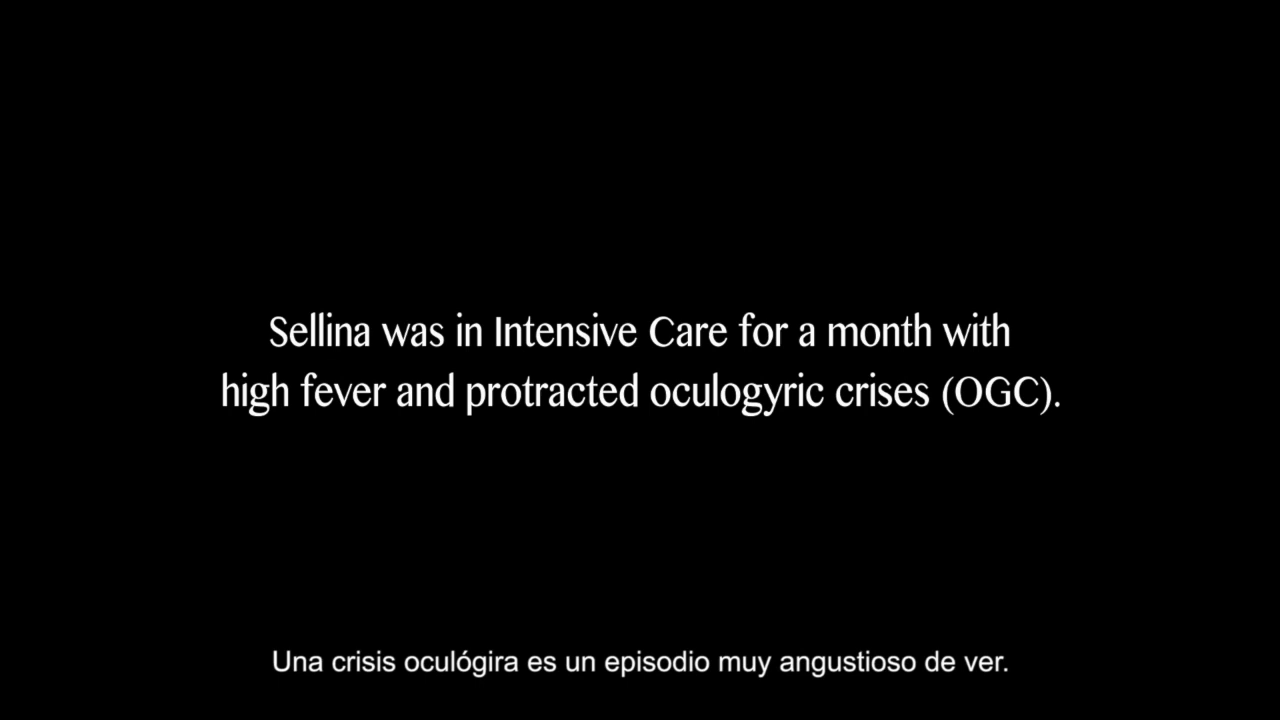 Sellina was in Intensive Care for a month with
high fever and protracted oculogyric crises (OGC).
Una crisis oculógira es un episodio muy angustioso de ver.